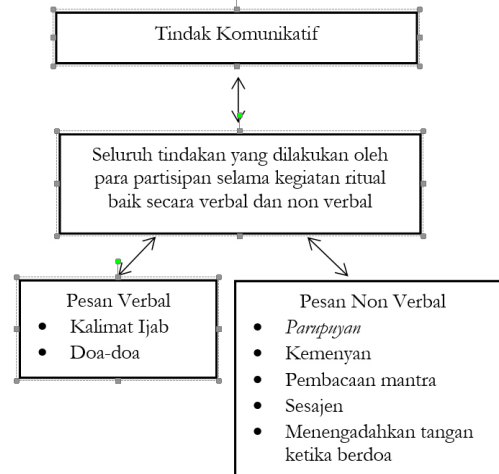 Tindak Komunikatif
Seluruh tindakan yang dilakukan oleh
para partisipan selama kegiatan ritual
baik secara verbal dan non verbal
Pesan Verbal
• Kalimat Ijab
• Doa-doa
Pesan Non Verbal
• Parupuyan
• Kemenyan
• Pembacaan mantra
• Sesajen
• Menengadahkan tangan
ketika berdoa